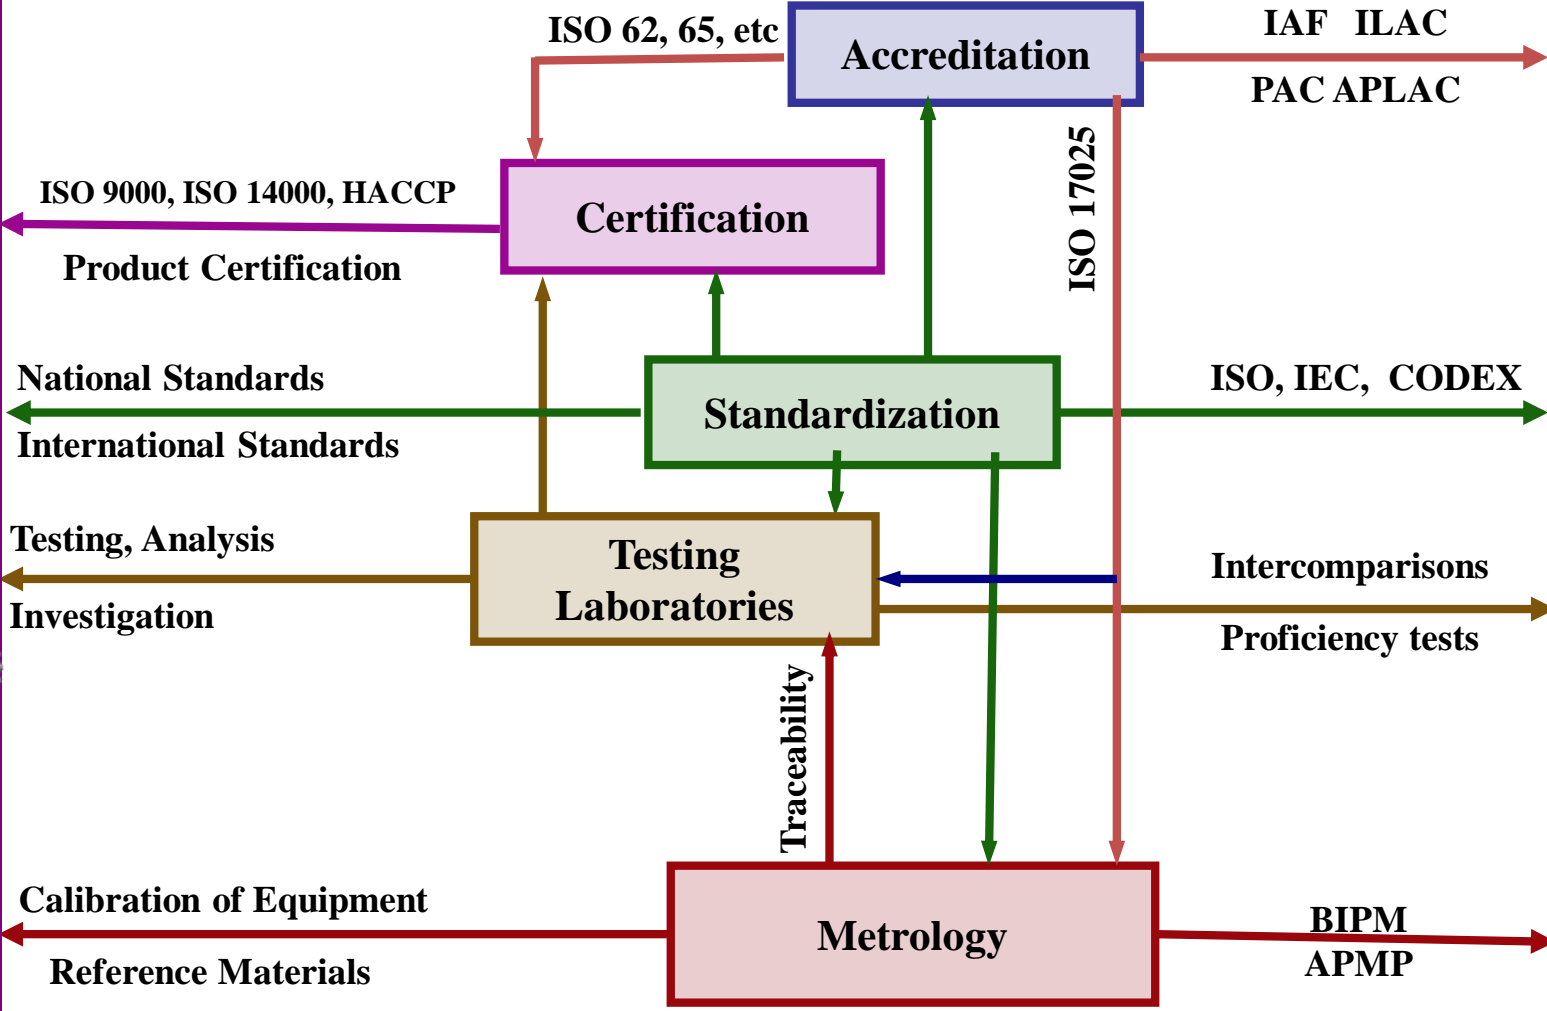 ISO 62, 65, etc
Accreditation
IAF ILAC
PAC APLAC
ISO 17025
ISO 9000, ISO 14000, HACCP
Certification
Product Certification
National Standards
ISO, IEC, CODEX
Standardization
International Standards
Testing, Analysis
Testing
Laboratories
Intercomparisons
Investigation
Proficiency tests
Traceability
Calibration of Equipment
Metrology
BIPM
APMP
Reference Materials